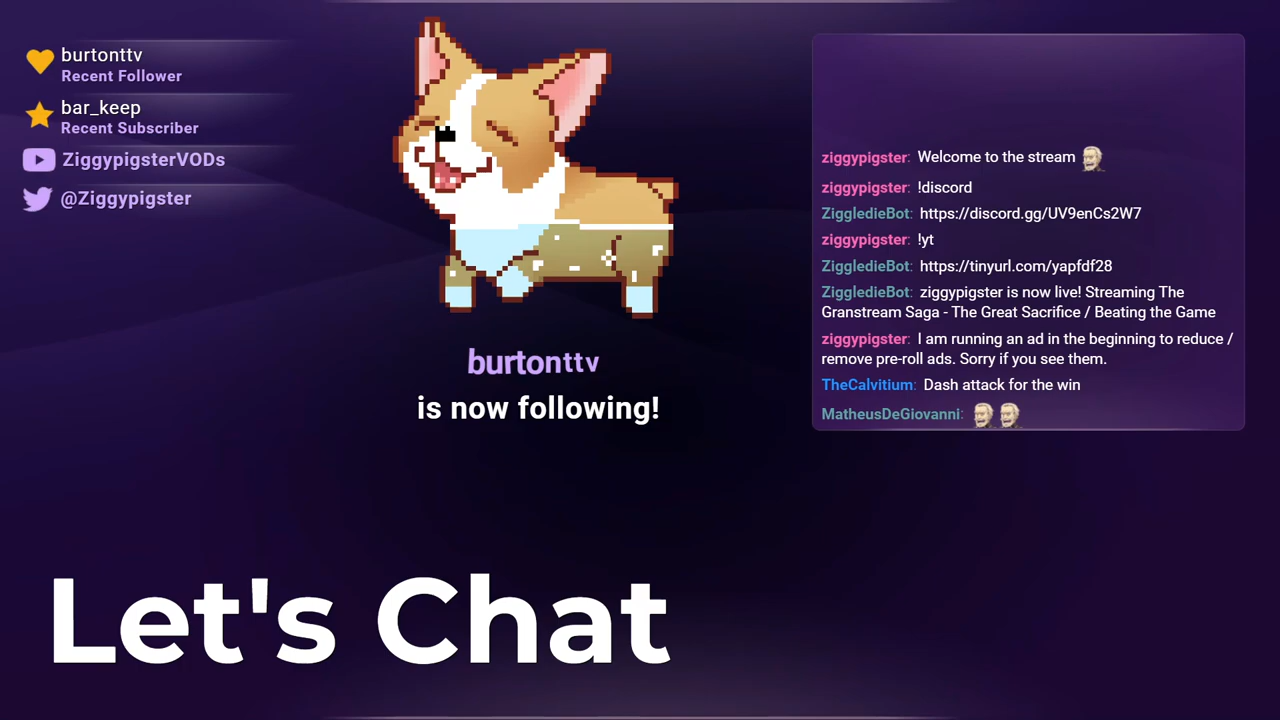 burtonttv
Recent Follower
bar_keep
Recent Subscriber
ZiggypigsterVODs
@Ziggypigster
burtonttv
is now following!
ziggypigster: Welcome to the stream
ziggypigster: !discord
ZiggledieBot: https://discord.gg/UV9enCs2W7
ziggypigster: !yt
ZiggledieBot: https://tinyurl.com/yapfdf28
ZiggledieBot: ziggypigster is now live! Streaming The
Granstream Saga - The Great Sacrifice / Beating the Game
ziggypigster: I am running an ad in the beginning to reduce /
remove pre-roll ads. Sorry if you see them.
TheCalvitium: Dash attack for the win
MatheusDeGiovanni:
Let's Chat